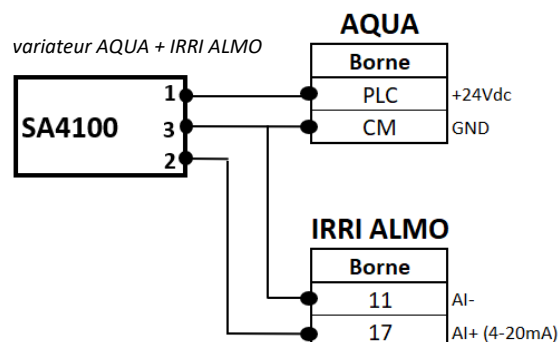 AQUA
variateur AQUA + IRRI ALMO
Borne
1 PLC +24Vdc
SA4100 3 CM GND
2
IRRI ALMO
Borne
11 AI-
17 AI+ (4-20mA)